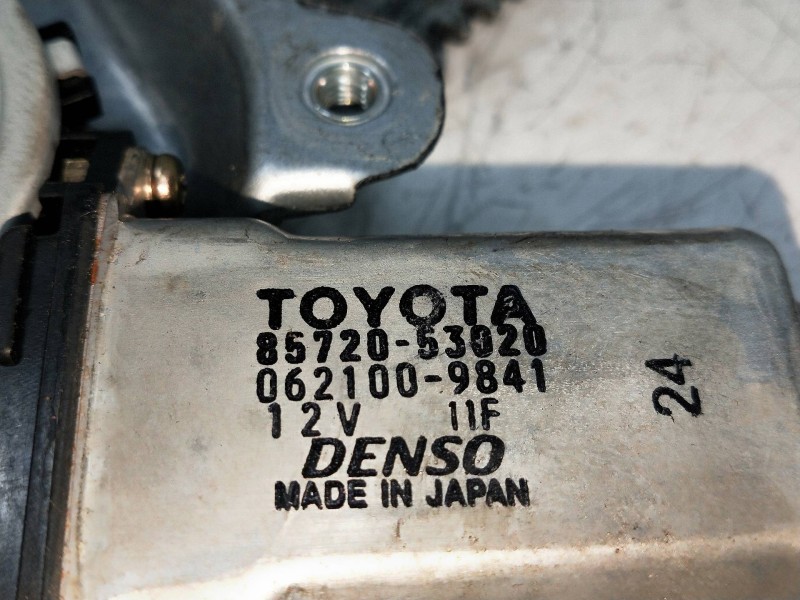 TOYOTA
85720-53020
062100-9841
12V 11F
DENSO
MADE IN JAPAN
24